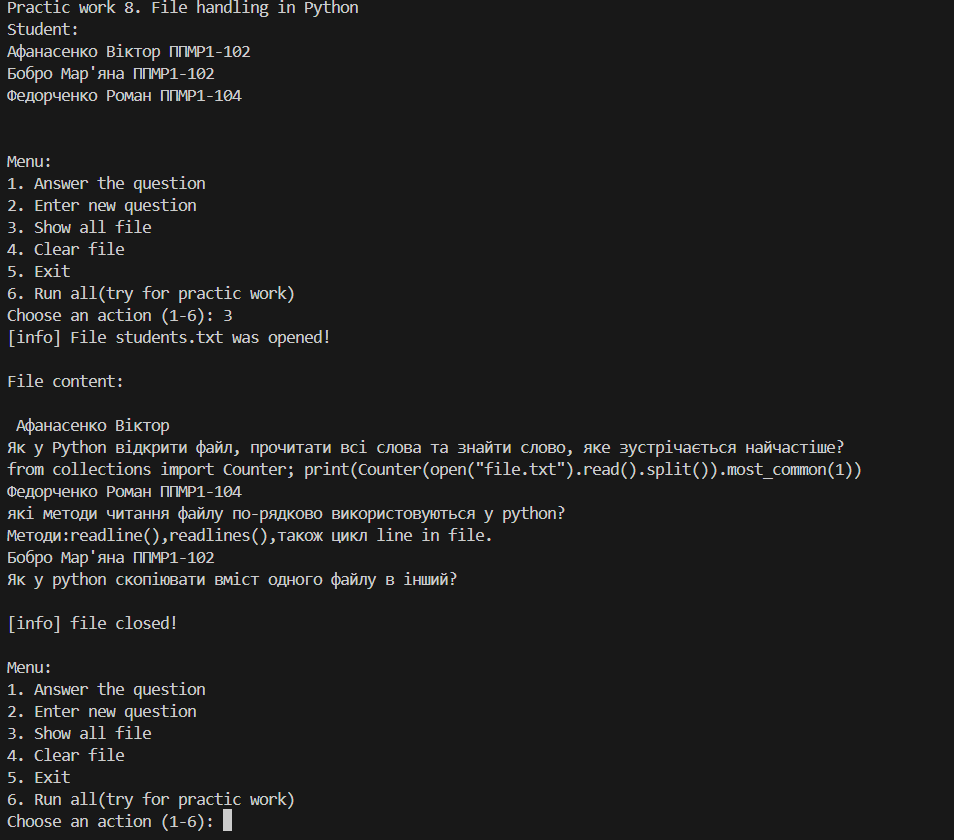 Practic work 8. File handling in Python
Student:
Афанасенко Віктор ППМР1-102
Бобро Мар'яна ППМР1-102
Федорченко Роман ППМР1-104
Menu:
1. Answer the question
2. Enter new question
3. Show all file
4. Clear file
5. Exit
6. Run all(try for practic work)
Choose an action (1-6): 3
[info] File students.txt was opened!
File content:
Афанасенко Віктор
Як у Python відкрити файл, прочитати всі слова та знайти слово, яке зустрічається найчастіше?
from collections import Counter; print(Counter(open("file.txt").read().split()).most_common(1))
Федорченко Роман ППМР1-104
які методи читання файлу по-рядково використовуються у python?
Методи:readline(),readlines(),також цикл line in file.
Бобро Мар'яна ППМР1-102
Як у python скопіювати вміст одного файлу в інший?
[info] file closed!
Menu:
1. Answer the question
2. Enter new question
3. Show all file
4. Clear file
5. Exit
6. Run all(try for practic work)
Choose an action (1-6):